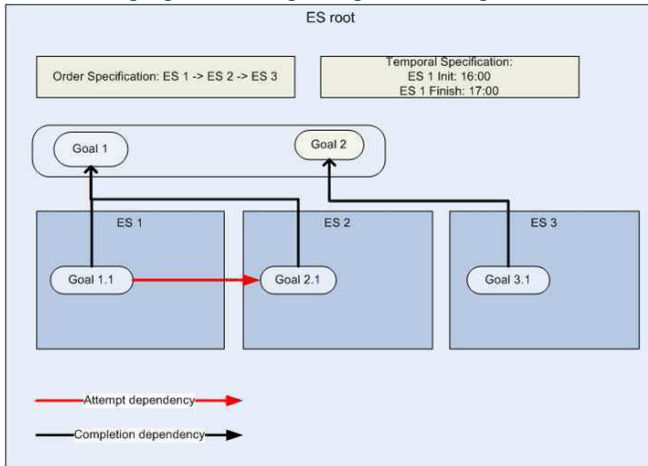 ES root
Order Specification: ES 1 -> ES 2 -> ES 3
Temporal Specification:
ES 1 Init: 16:00
ES 1 Finish: 17:00
Goal 1
Goal 2
ES 1
ES 2
ES 3
Goal 1.1
Goal 2.1
Goal 3.1
Attempt dependency
Completion dependency